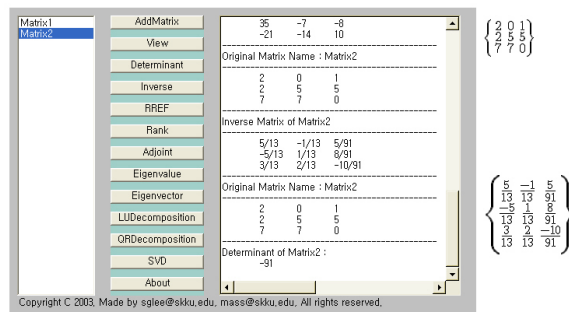 Matrix1
Matrix2
AddMatrix
View
Determinant
Inverse
RREF
Rank
Adjoint
Eigenvalue
Eigenvector
LUDecomposition
QRDecomposition
SVD
About
35 -7 -8
-21 -14 10
Original Matrix Name : Matrix2
2 0 1
2 5 5
7 7 0
Inverse Matrix of Matrix2
5/13 -1/13 5/91
-5/13 1/13 8/91
3/13 2/13 -10/91
Original Matrix Name : Matrix2
2 0 1
2 5 5
7 7 0
Determinant of Matrix2 :
-91
Copyright C 2003, Made by sglee@skku,edu, mass@skku,edu, All rights reserved,
2 0 1
2 5 5
7 7 0
5/13 -1/13 5/91
-5/13 1/13 8/91
3/13 2/13 -10/91